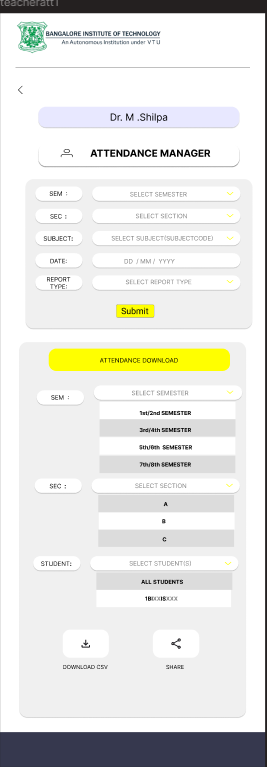 teacheratt1
BANGALORE INSTITUTE OF TECHNOLOGY
An Autonomous Institution under VTU
Dr. M .Shilpa
ATTENDANCE MANAGER
SEM : SELECT SEMESTER
SEC : SELECT SECTION
SUBJECT: SELECT SUBJECT(SUBJECTCODE)
DATE: DD / MM / YYYY
REPORT TYPE: SELECT REPORT TYPE
Submit
ATTENDANCE DOWNLOAD
SEM : SELECT SEMESTER
1st/2nd SEMESTER
3rd/4th SEMESTER
5th/6th SEMESTER
7th/8th SEMESTER
SEC : SELECT SECTION
A
B
C
STUDENT: SELECT STUDENT(S)
ALL STUDENTS
1BIXXISXXX
DOWNLOAD CSV SHARE